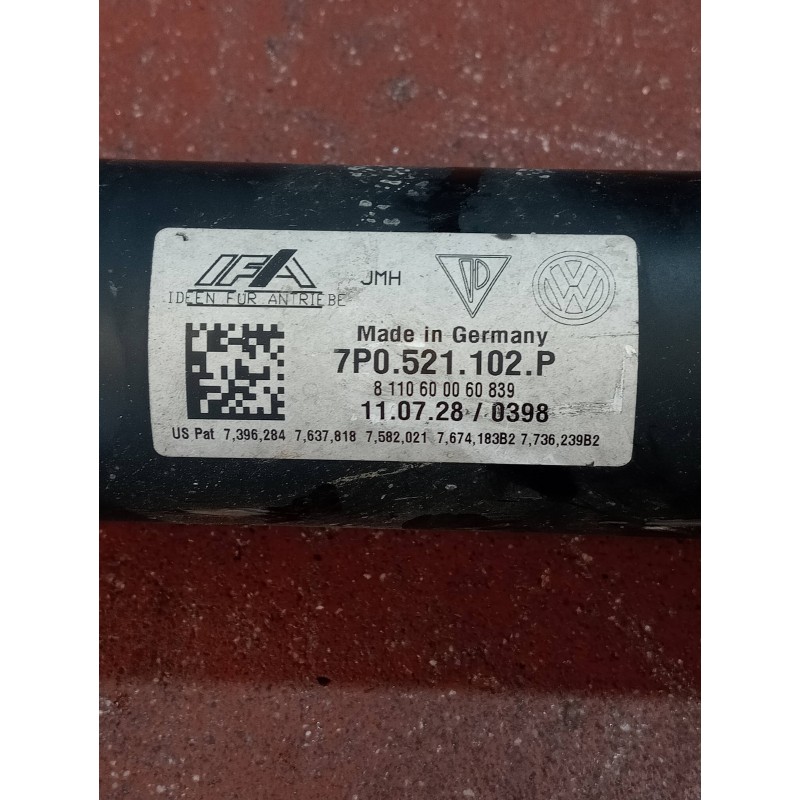 IFA
IDEEN FÜR ANTRIEBE
JMH
VW
Made in Germany
7P0.521.102.P
8 110 60 00 60 839
11.07.28 / 0398
US Pat 7,396,284 7,637,818 7,582,021 7,674,183B2 7,736,239B2